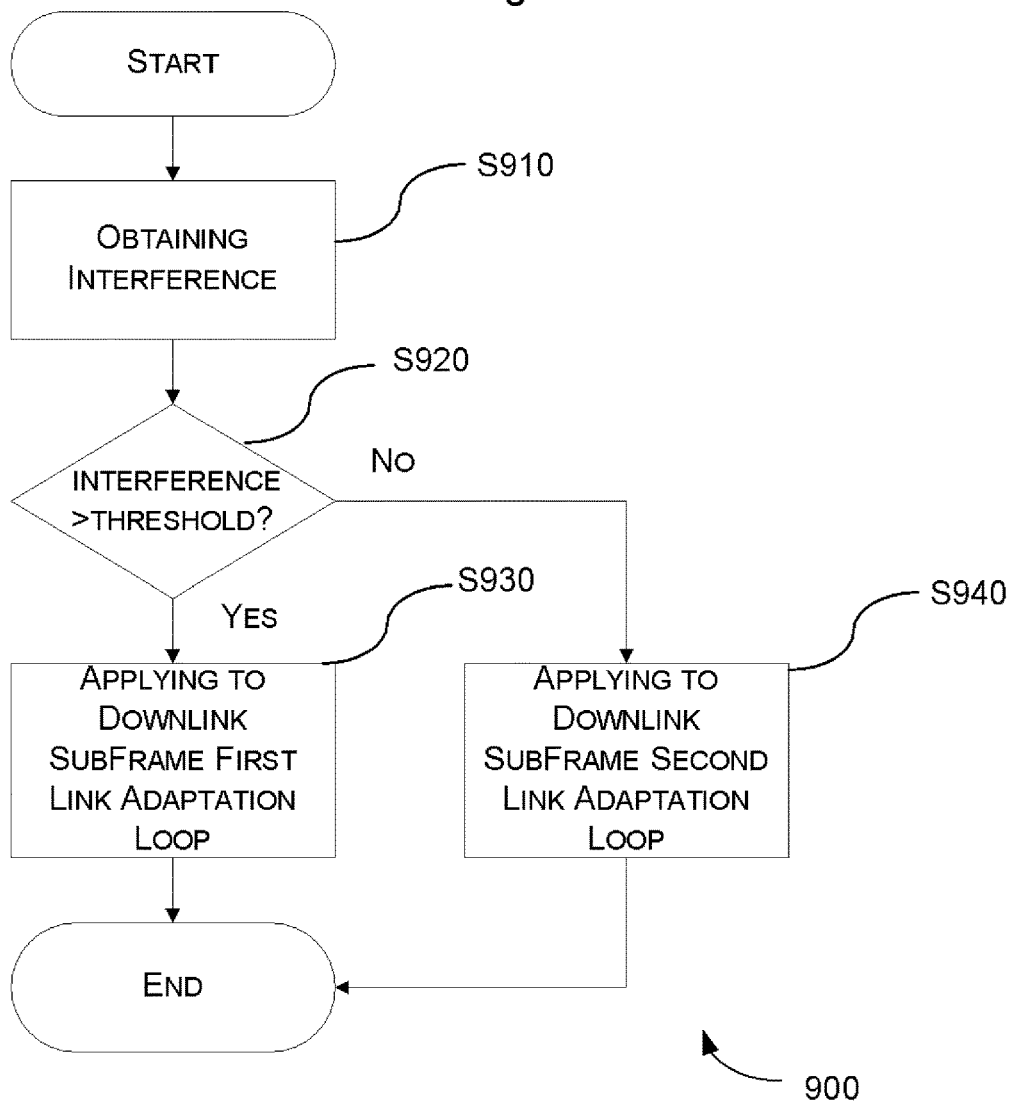 START
S910
OBTAINING
INTERFERENCE
S920
INTERFERENCE
>THRESHOLD?
NO
YES
S930
S940
APPLYING TO
DOWNLINK
SUBFRAME FIRST
LINK ADAPTATION
LOOP
APPLYING TO
DOWNLINK
SUBFRAME SECOND
LINK ADAPTATION
LOOP
END
900